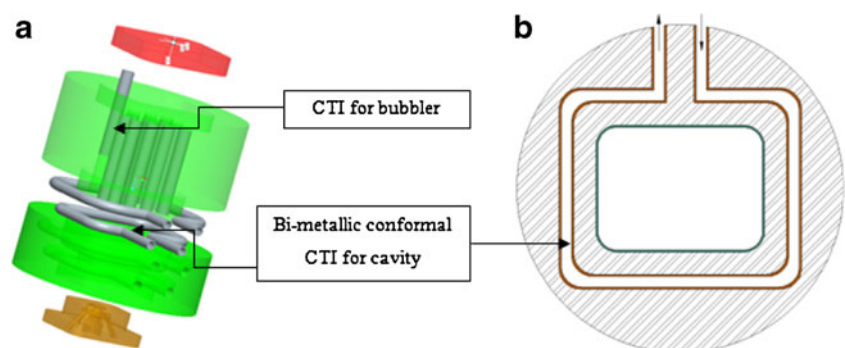 a
b
CTI for bubbler
Bi-metallic conformal
CTI for cavity